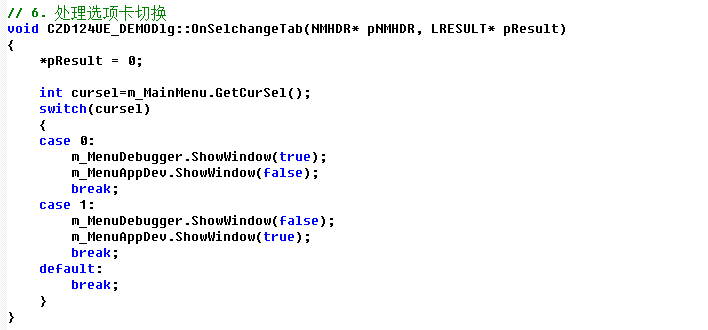 // 6. 处理选项卡切换
void CZD124UE_DEMODlg::OnSelchangeTab(NMHDR* pNMHDR, LRESULT* pResult)
{
    *pResult = 0;

    int cursel=m_MainMenu.GetCurSel();
    switch(cursel)
    {
    case 0:
        m_MenuDebugger.ShowWindow(true);
        m_MenuAppDev.ShowWindow(false);
        break;
    case 1:
        m_MenuDebugger.ShowWindow(false);
        m_MenuAppDev.ShowWindow(true);
        break;
    default:
        break;
    }
}